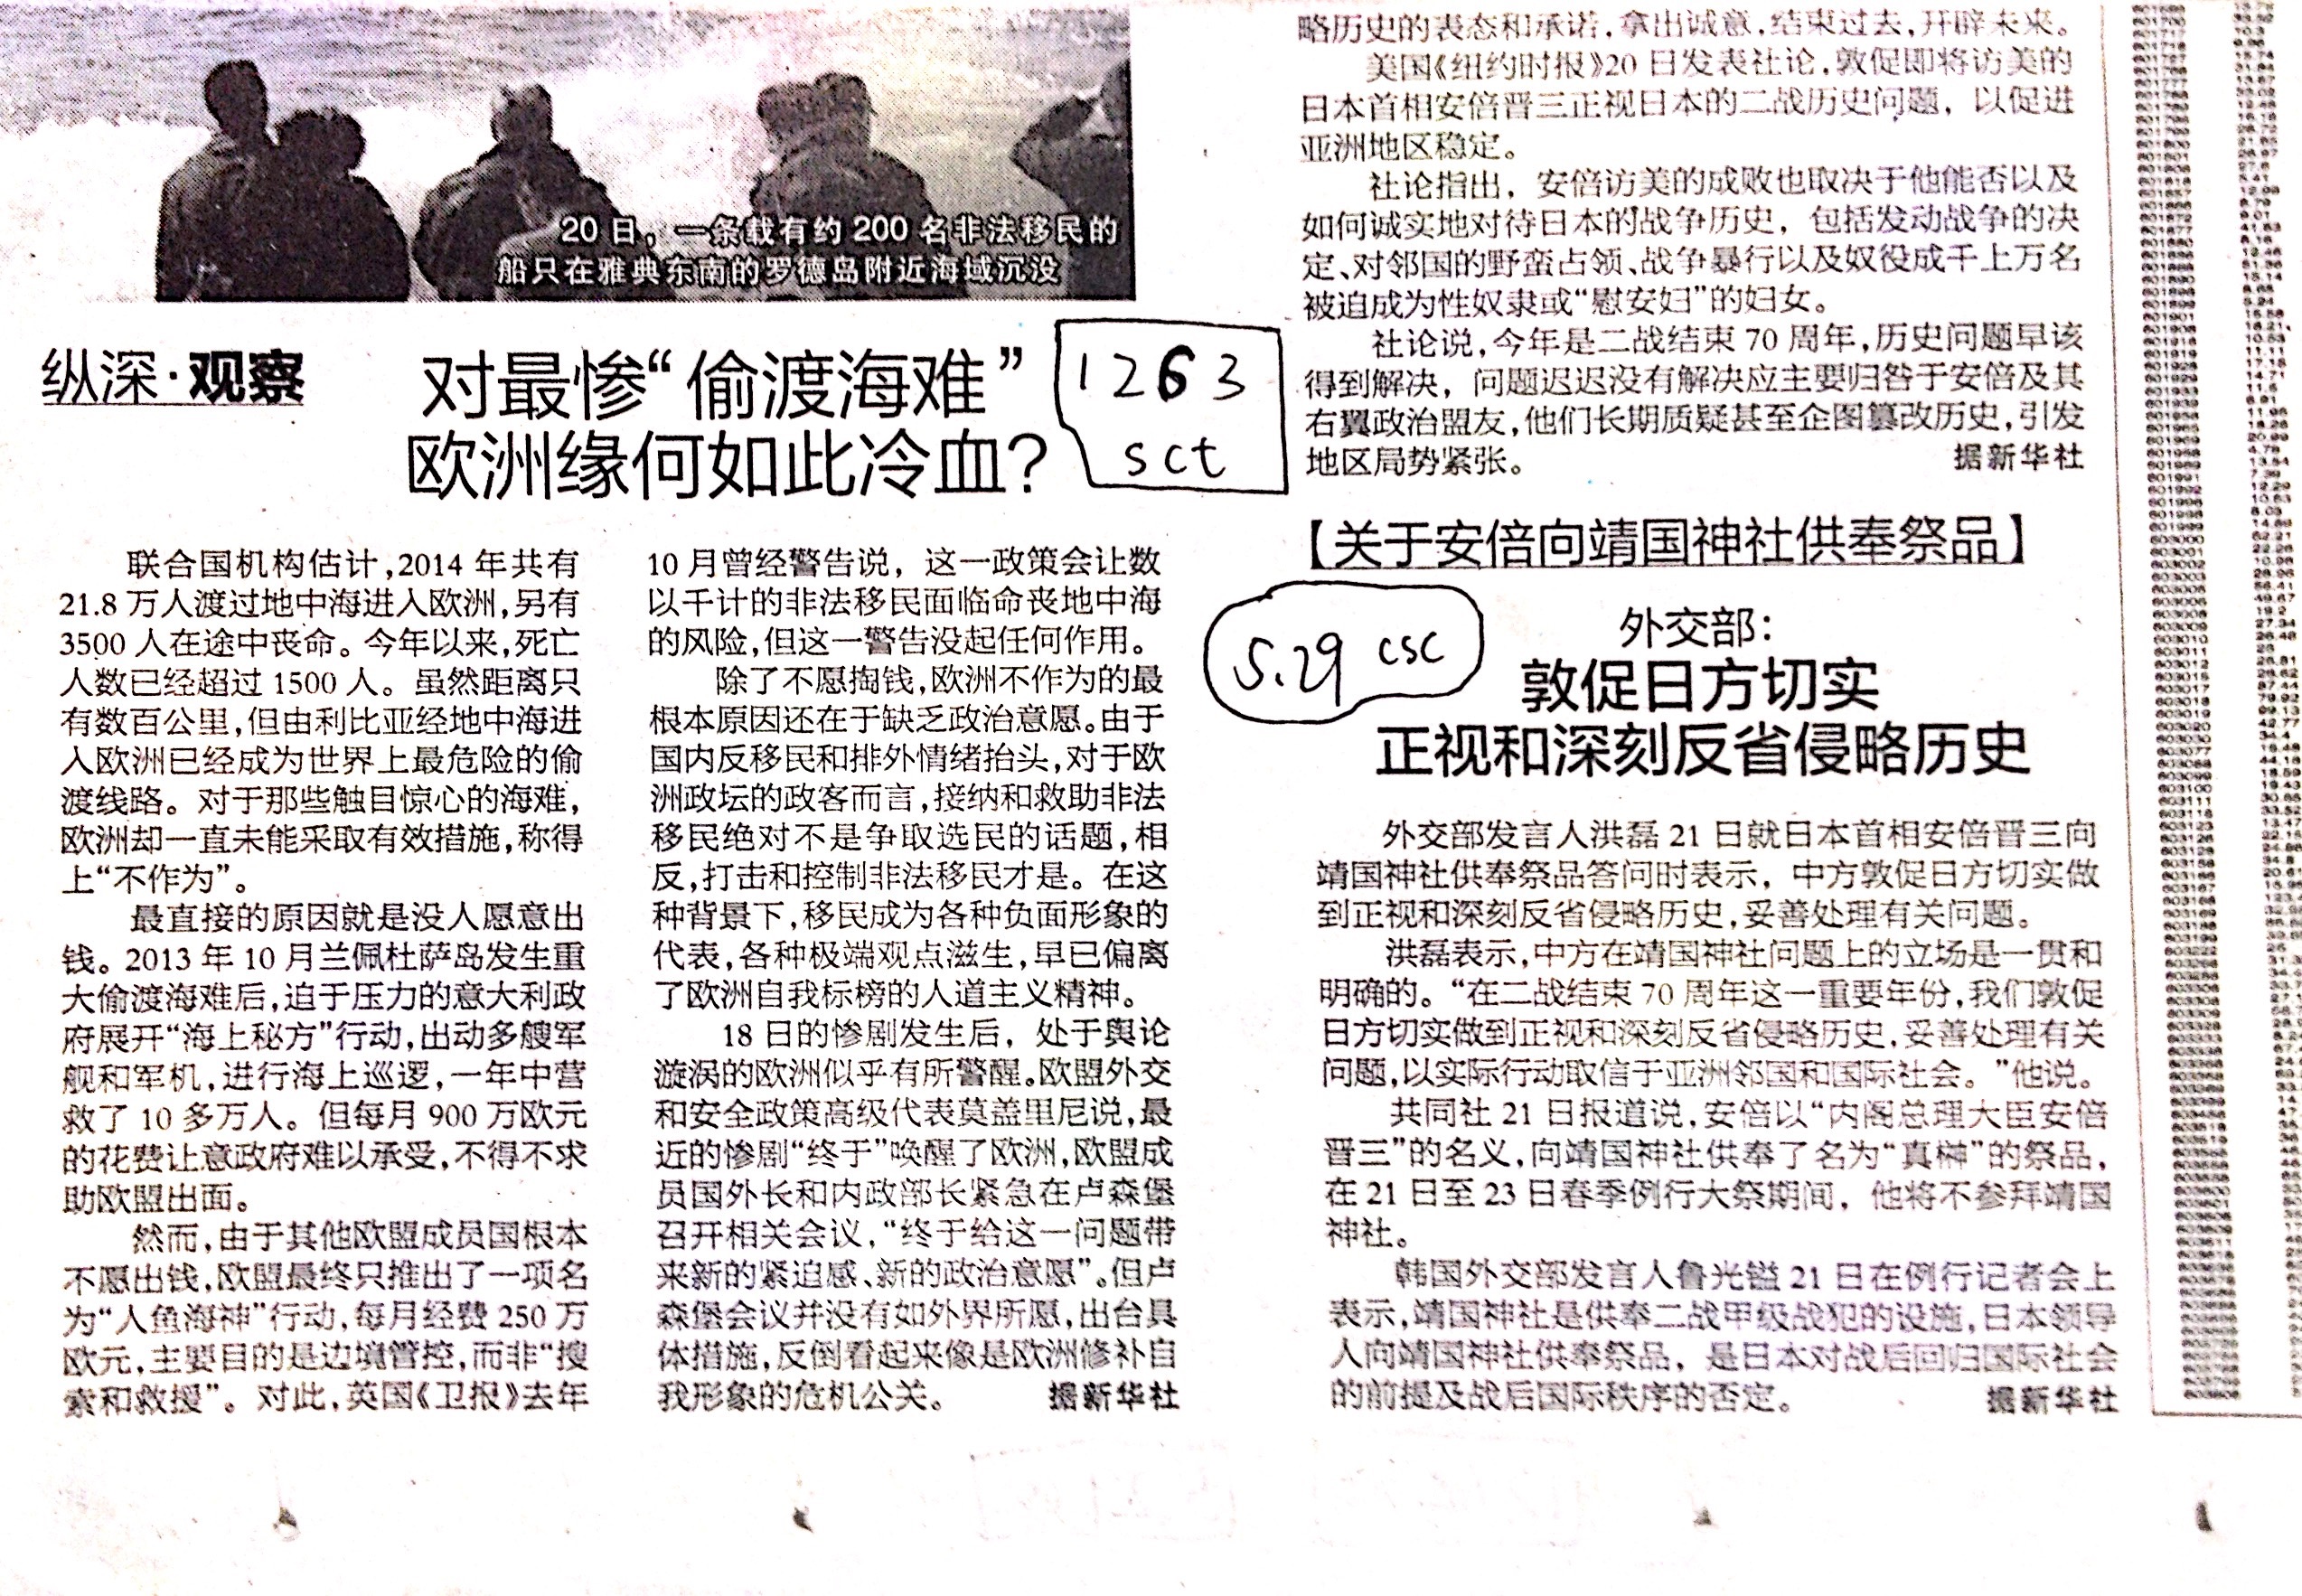 20日，一条载有约200名非法移民的
船只在雅典东南的罗德岛附近海域沉没
纵深·观察
对最惨“偷渡海难”
欧洲缘何如此冷血？
1263
sct
联合国机构估计，2014年共有
21.8万人渡过地中海进入欧洲，另有
3500人在途中丧命。今年以来，死亡
人数已经超过1500人。虽然距离只
有数百公里，但由利比亚经地中海进
入欧洲已经成为世界上最危险的偷
渡线路。对于那些触目惊心的海难，
欧洲却一直未能采取有效措施，称得
上“不作为”。
最直接的原因就是没人愿意出
钱。2013年10月兰佩杜萨岛发生重
大偷渡海难后，迫于压力的意大利政
府展开“海上秘方”行动，出动多艘军
舰和军机，进行海上巡逻，一年中营
救了10多万人。但每月900万欧元
的花费让意政府难以承受，不得不求
助欧盟出面。
然而，由于其他欧盟成员国根本
不愿出钱，欧盟最终只推出了一项名
为“人鱼海神”行动，每月经费250万
欧元，主要目的是边境管控，而非“搜
索和救援”。对此，英国《卫报》去年
10月曾经警告说，这一政策会让数
以千计的非法移民面临命丧地中海
的风险，但这一警告没起任何作用。
除了不愿掏钱，欧洲不作为的最
根本原因还在于缺乏政治意愿。由于
国内反移民和排外情绪抬头，对于欧
洲政坛的政客而言，接纳和救助非法
移民绝对不是争取选民的话题，相
反，打击和控制非法移民才是。在这
种背景下，移民成为各种负面形象的
代表，各种极端观点滋生，早已偏离
了欧洲自我标榜的人道主义精神。
18日的惨剧发生后，处于舆论
漩涡的欧洲似乎有所警醒。欧盟外交
和安全政策高级代表莫盖里尼说，最
近的惨剧“终于”唤醒了欧洲，欧盟成
员国外长和内政部长紧急在卢森堡
召开相关会议，“终于给这一问题带
来新的紧迫感、新的政治意愿”。但卢
森堡会议并没有如外界所愿，出台具
体措施，反倒看起来像是欧洲修补自
我形象的危机公关。 据新华社
略历史的表态和承诺，拿出诚意，结束过去，开辟未来。
美国《纽约时报》20日发表社论，敦促即将访美的
日本首相安倍晋三正视日本的二战历史问题，以促进
亚洲地区稳定。
社论指出，安倍访美的成败也取决于他能否以及
如何诚实地对待日本的战争历史，包括发动战争的决
定、对邻国的野蛮占领、战争暴行以及奴役成千上万名
被迫成为性奴隶或“慰安妇”的妇女。
社论说，今年是二战结束70周年，历史问题早该
得到解决，问题迟迟没有解决应主要归咎于安倍及其
右翼政治盟友，他们长期质疑甚至企图篡改历史，引发
地区局势紧张。 据新华社
【关于安倍向靖国神社供奉祭品】
5.29 csc
外交部：
敦促日方切实
正视和深刻反省侵略历史
外交部发言人洪磊21日就日本首相安倍晋三向
靖国神社供奉祭品答问时表示，中方敦促日方切实做
到正视和深刻反省侵略历史，妥善处理有关问题。
洪磊表示，中方在靖国神社问题上的立场是一贯和
明确的。“在二战结束70周年这一重要年份，我们敦促
日方切实做到正视和深刻反省侵略历史，妥善处理有关
问题，以实际行动取信于亚洲邻国和国际社会。”他说。
共同社21日报道说，安倍以“内阁总理大臣安倍
晋三”的名义，向靖国神社供奉了名为“真榊”的祭品，
在21日至23日春季例行大祭期间，他将不参拜靖国
神社。
韩国外交部发言人鲁光镒21日在例行记者会上
表示，靖国神社是供奉二战甲级战犯的设施，日本领导
人向靖国神社供奉祭品，是日本对战后回归国际社会
的前提及战后国际秩序的否定。 据新华社